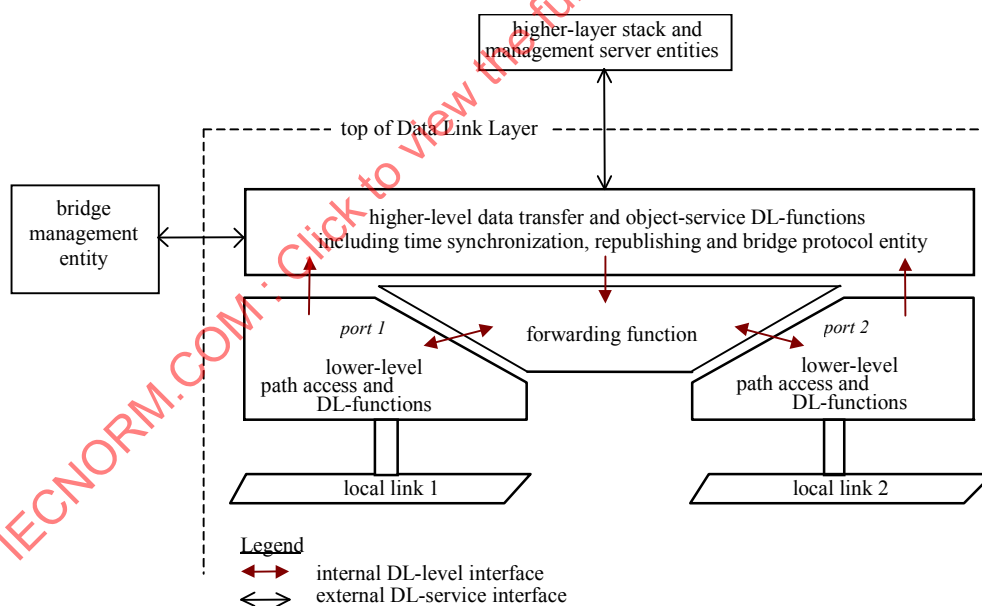 higher-layer stack and
management server entities
top of Data Link Layer
bridge
management
entity
higher-level data transfer and object-service DL-functions
including time synchronization, republishing and bridge protocol entity
port 1
forwarding function
port 2
lower-level
path access and
DL-functions
lower-level
path access and
DL-functions
local link 1
local link 2
Legend
internal DL-level interface
external DL-service interface
IECNORM.COM : Click to view the ful